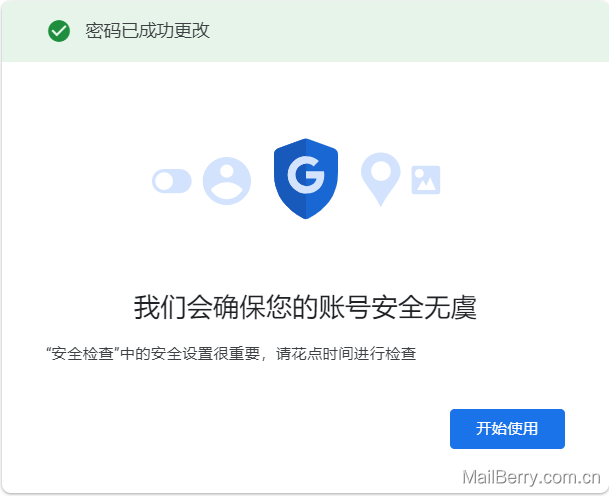 密码已成功更改
G
我们会确保您的账号安全无虞
“安全检查”中的安全设置很重要，请花点时间进行检查
开始使用
MailBerry.com.cn